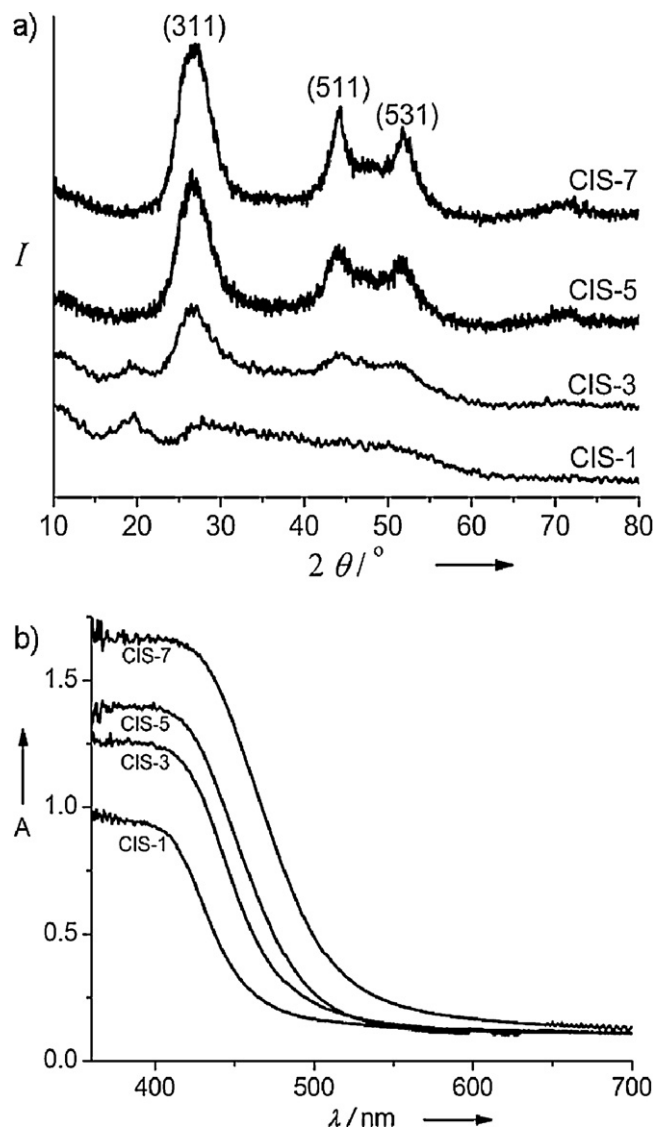 a)
(311)
(511)
(531)
CIS-7
I
CIS-5
CIS-3
CIS-1
10 20 30 40 50 60 70 80
2 θ/°
b)
CIS-7
1.5
CIS-5
CIS-3
1.0
A
CIS-1
0.5
0.0
400 500 600 700
λ/nm